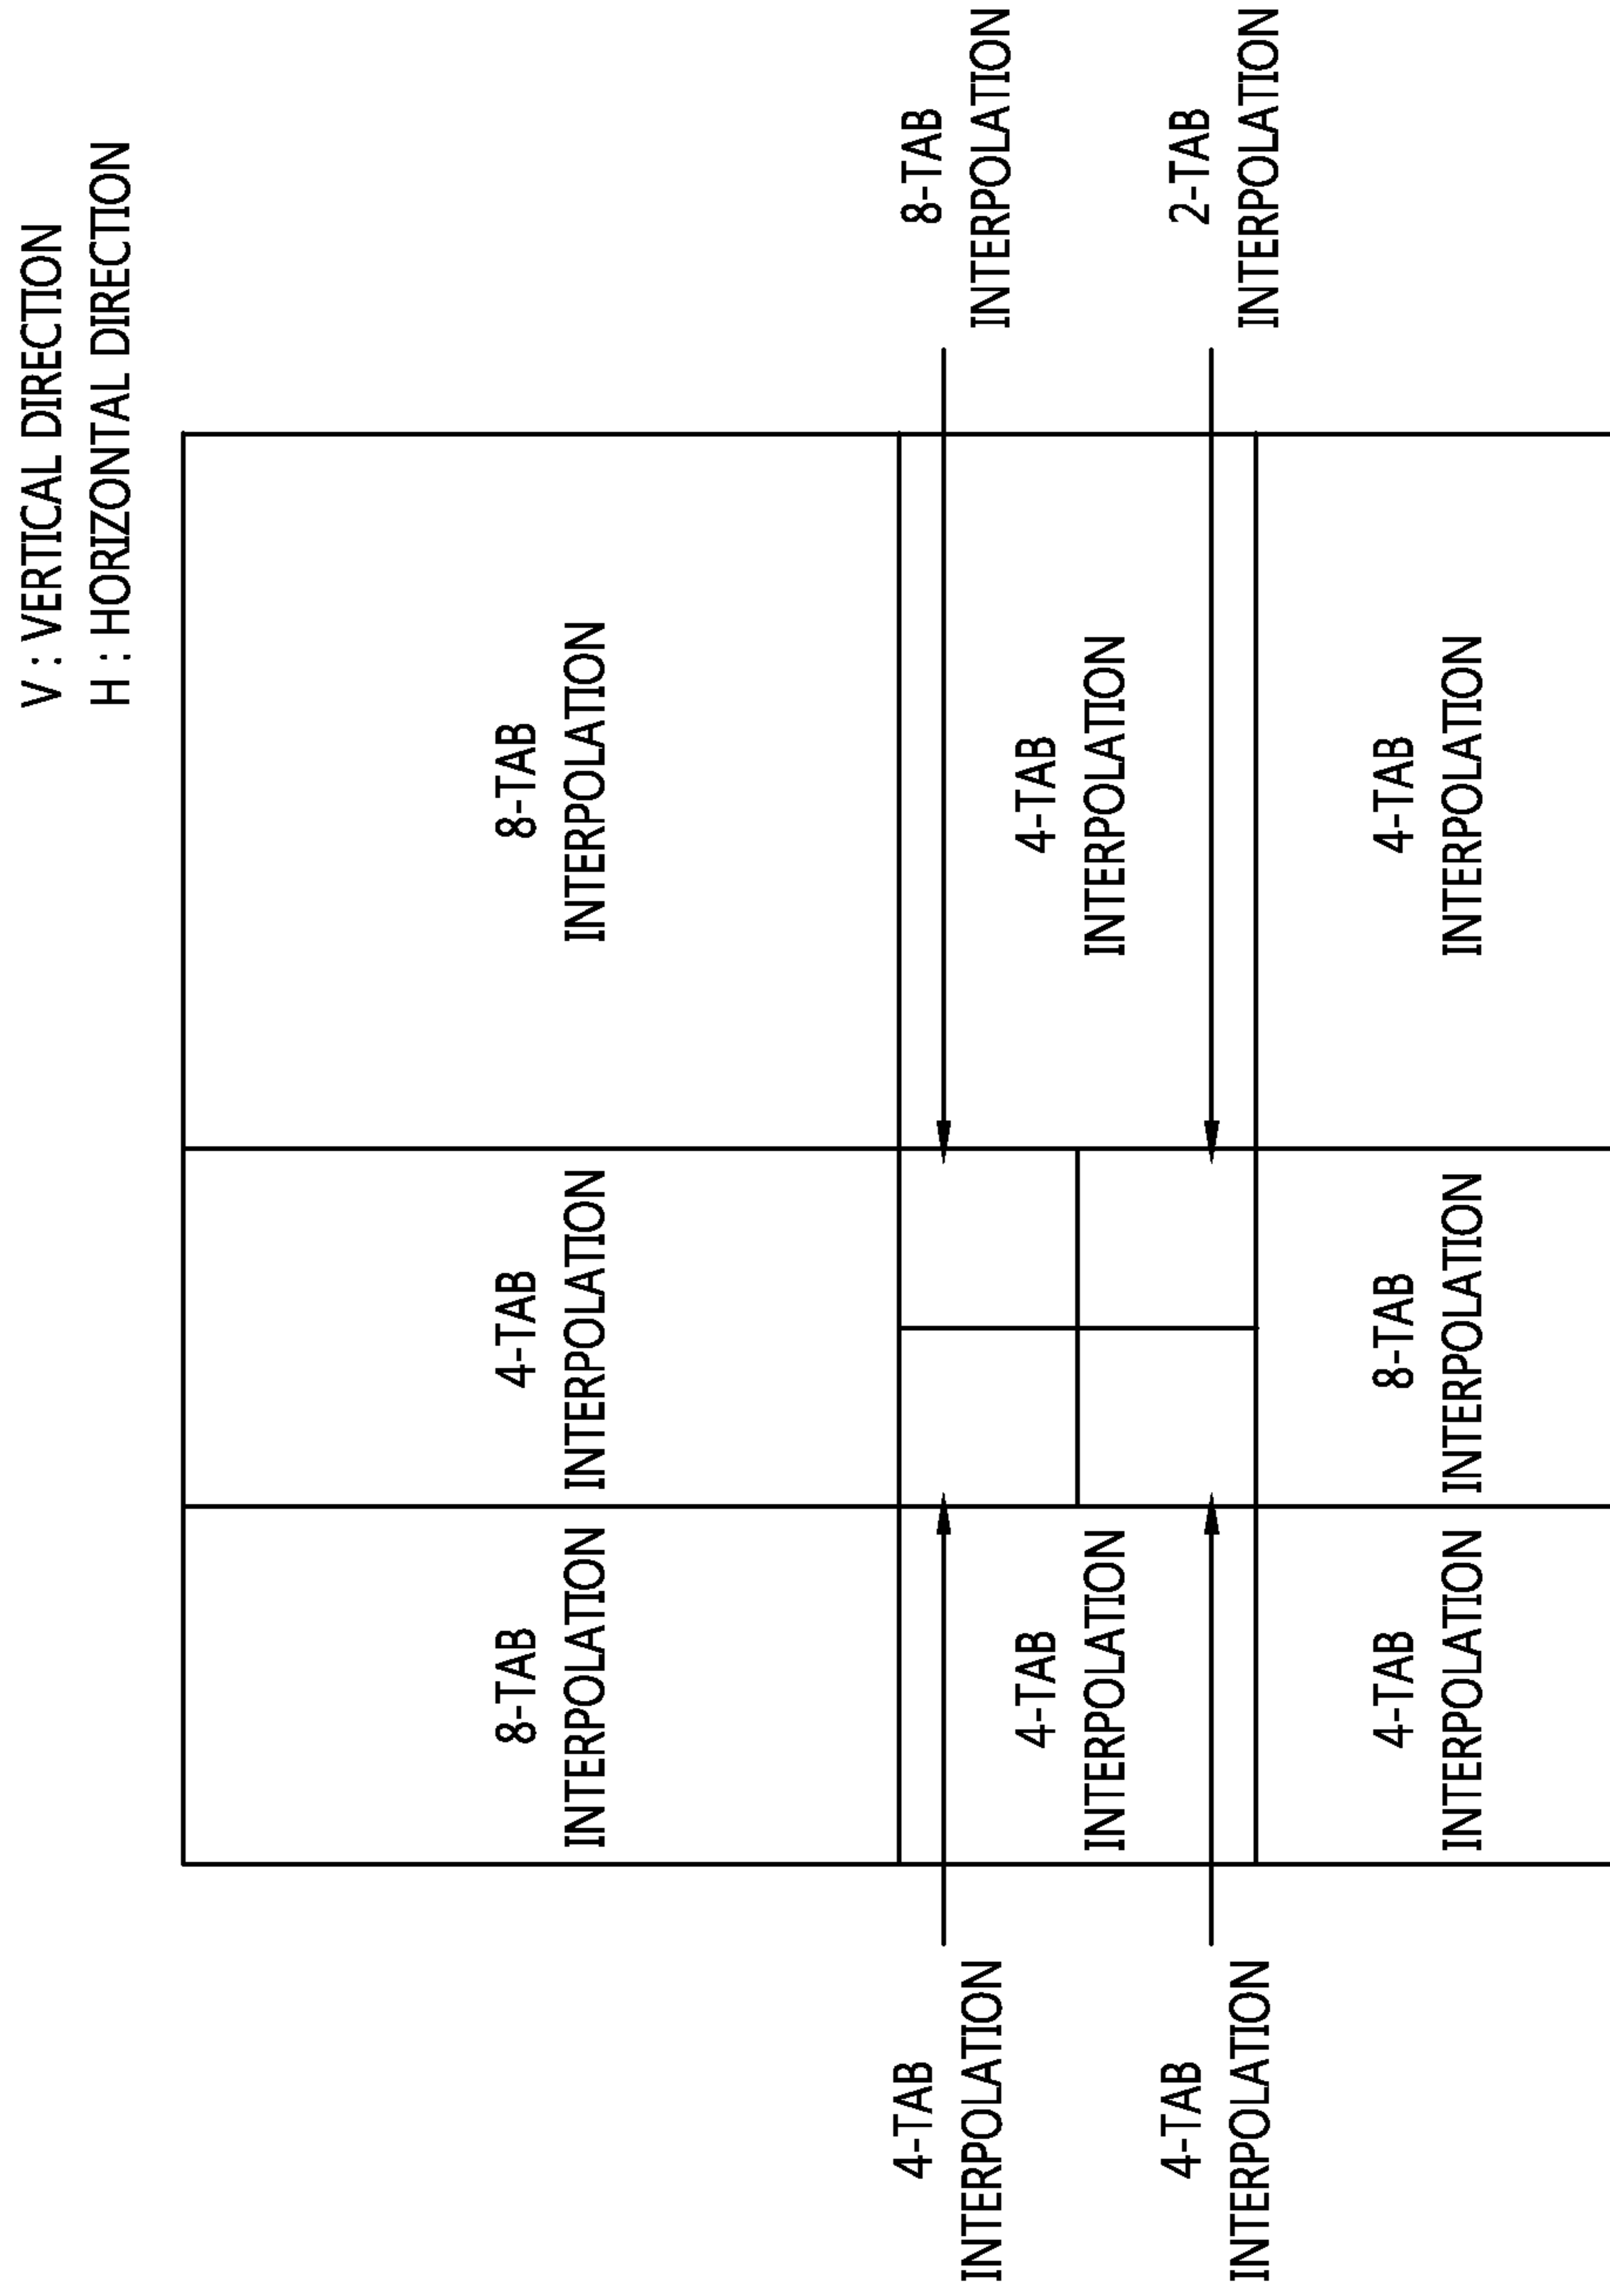 V : VERTICAL DIRECTION
H : HORIZONTAL DIRECTION
8-TAB
INTERPOLATION
4-TAB
INTERPOLATION
8-TAB
INTERPOLATION
4-TAB
INTERPOLATION
8-TAB
INTERPOLATION
4-TAB
INTERPOLATION
4-TAB
INTERPOLATION
4-TAB
INTERPOLATION
2-TAB
INTERPOLATION
4-TAB
INTERPOLATION
8-TAB
INTERPOLATION
4-TAB
INTERPOLATION